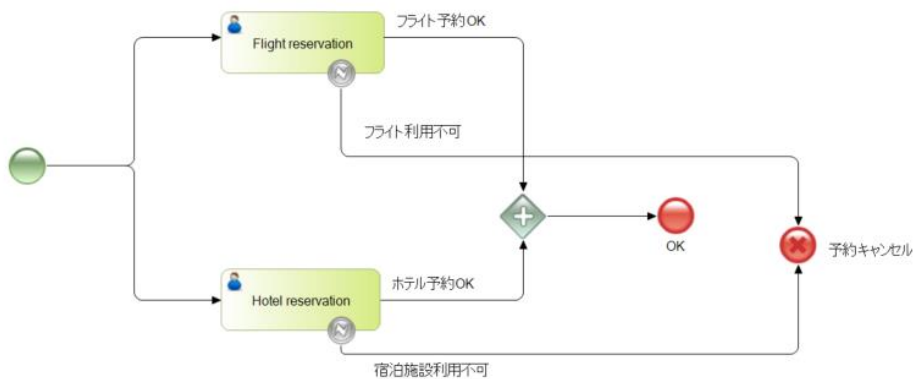 フライト予約OK
Flight reservation
フライト利用不可
OK
予約キャンセル
Hotel reservation
ホテル予約OK
宿泊施設利用不可